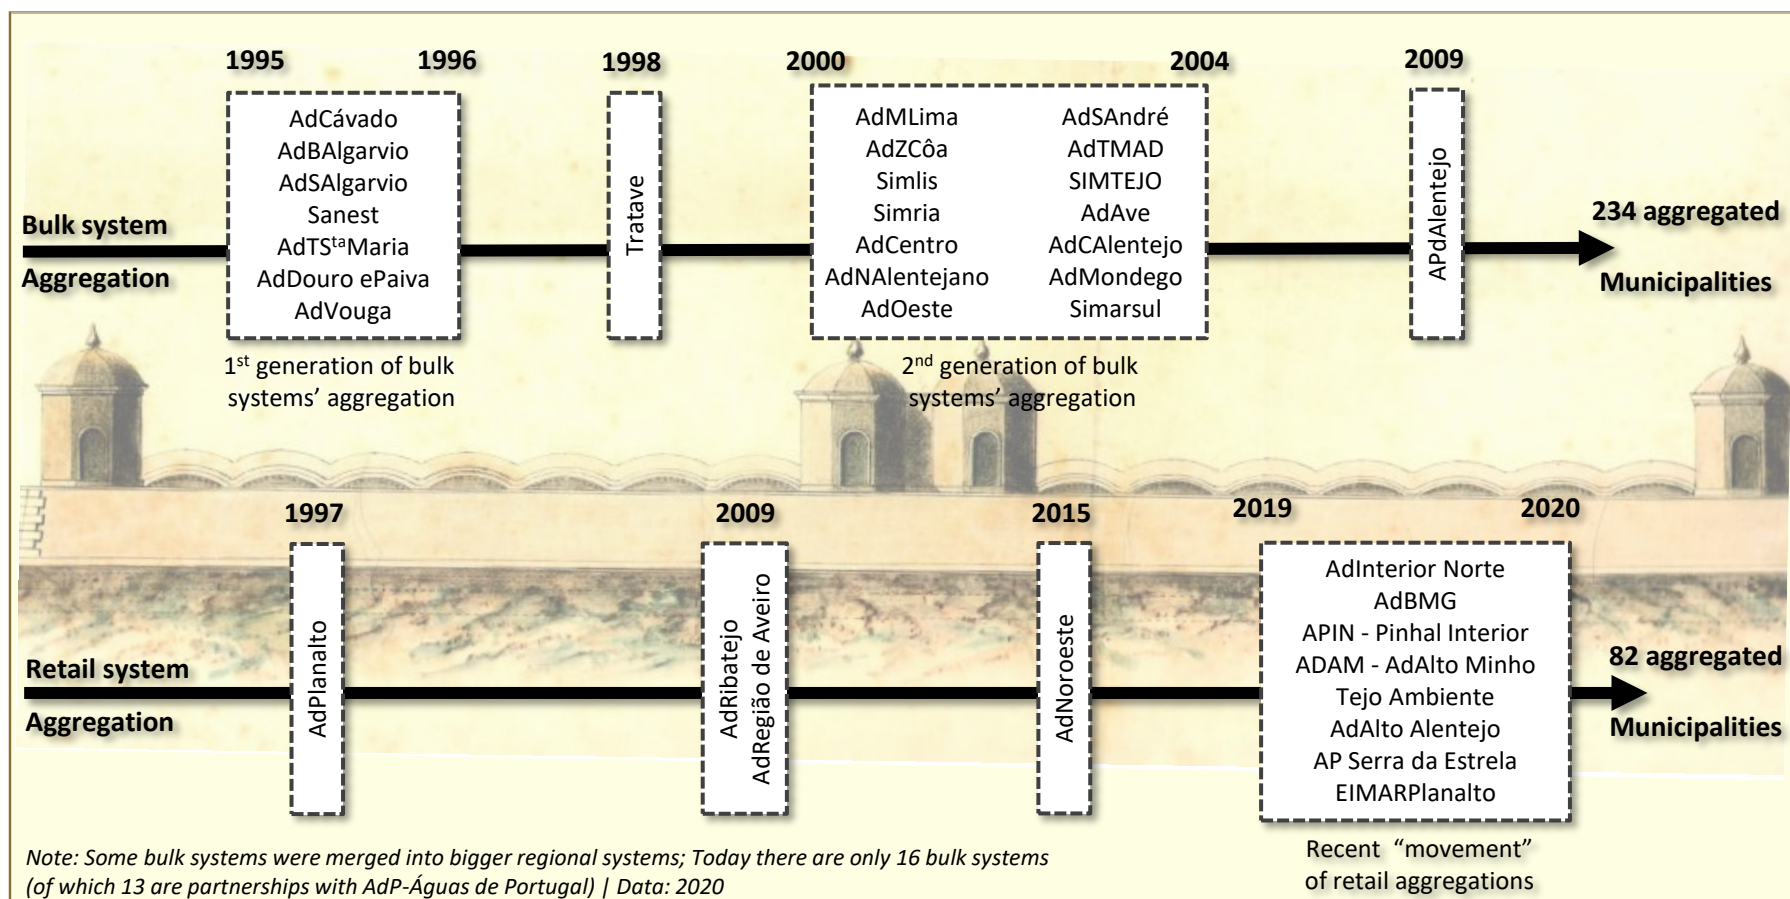 1995
1996
1998
2000
2004
2009
AdCávado
AdBAlgarvio
AdSAlgarvio
Sanest
AdTSᵗᵃMaria
AdDouro ePaiva
AdVouga
Tratave
AdMLima
AdZCôa
Simlis
Simria
AdCentro
AdNAlentejano
AdOeste
AdSAndré
AdTMAD
SIMTEJO
AdAve
AdCAlentejo
AdMondego
Simarsul
APdAlentejo
Bulk system
Aggregation
234 aggregated
Municipalities
1ˢᵗ generation of bulk
systems’ aggregation
2ⁿᵈ generation of bulk
systems’ aggregation
1997
2009
2015
2019
2020
AdPlanalto
AdRibatejo
AdRegião de Aveiro
AdNoroeste
AdInterior Norte
AdBMG
APIN - Pinhal Interior
ADAM - AdAlto Minho
Tejo Ambiente
AdAlto Alentejo
AP Serra da Estrela
EIMARPlanalto
Retail system
Aggregation
82 aggregated
Municipalities
Recent “movement”
of retail aggregations
Note: Some bulk systems were merged into bigger regional systems; Today there are only 16 bulk systems
(of which 13 are partnerships with AdP-Águas de Portugal) | Data: 2020